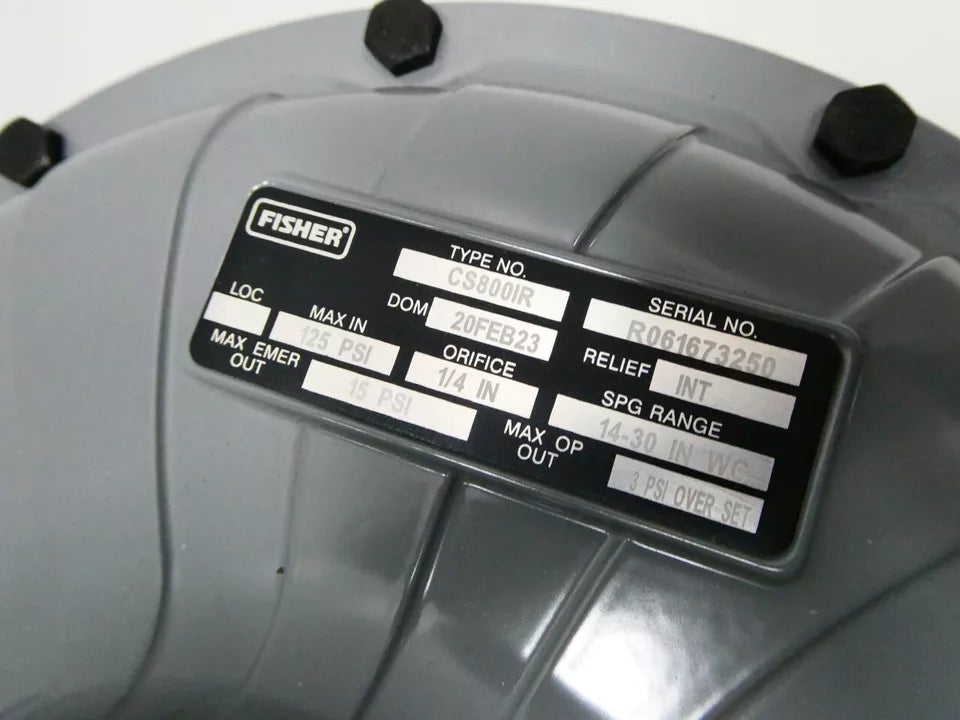 FISHER®
TYPE NO.
CS800IR
SERIAL NO.
R061673250
LOC
DOM
20FEB23
MAX IN
125 PSI
RELIEF
INT
MAX EMER
OUT
15 PSI
ORIFICE
1/4 IN
SPG RANGE
14-30 IN WC
MAX OP
OUT
3 PSI OVER SET